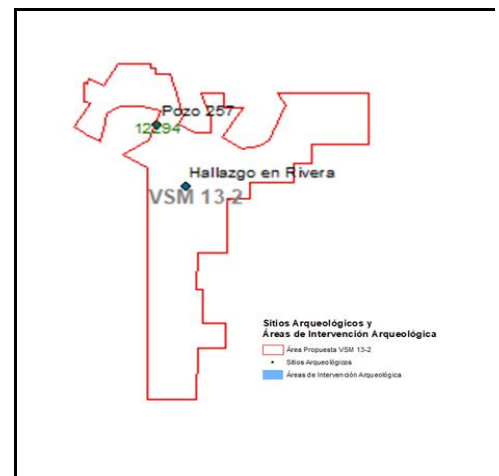 Pozo 257
12294
Hallazgo en Rivera
VSM 13-2
Sitios Arqueológicos y
Áreas de Intervención Arqueológica
Área Propuesta VSM 13-2
Sitios Arqueológicos
Áreas de Intervención Arqueológica